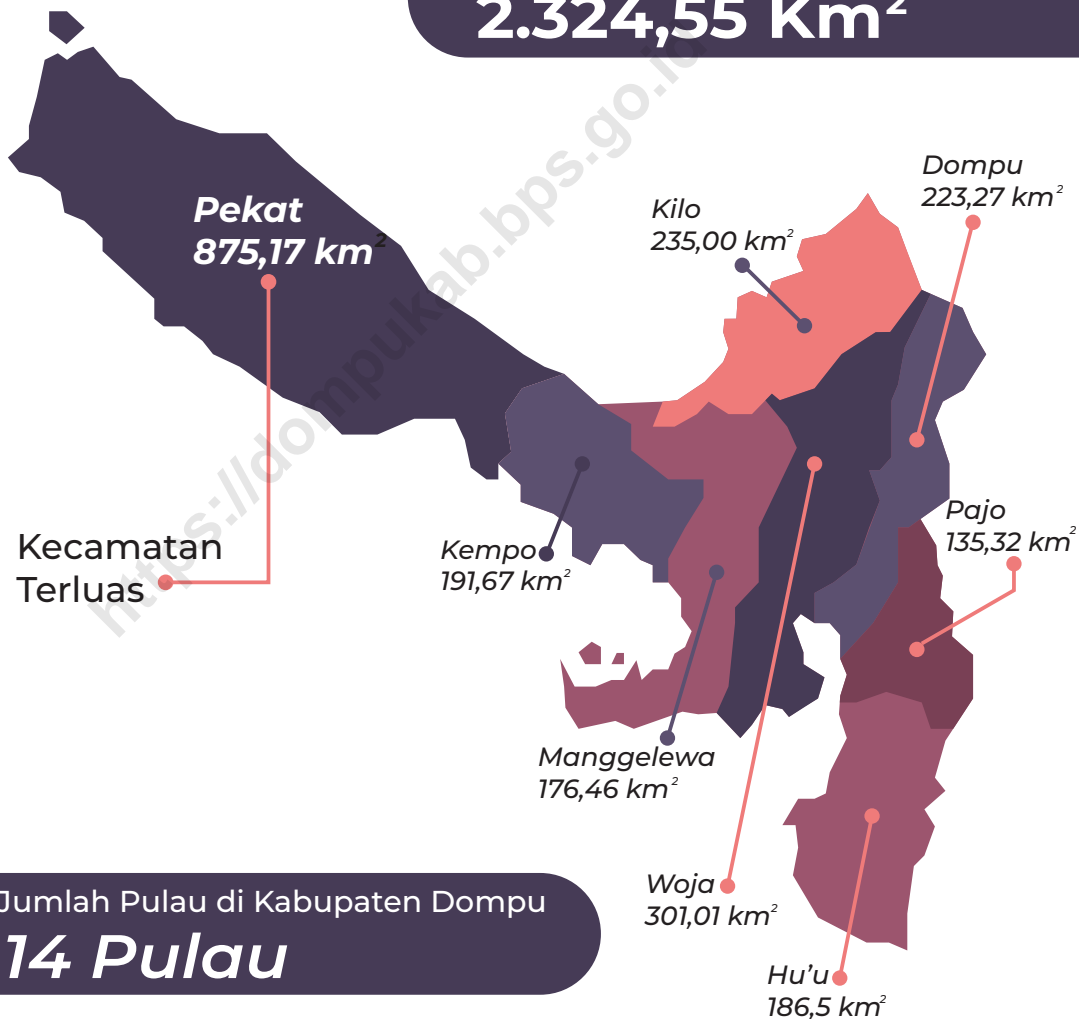 2.324,55 Km²
Pekat
875,17 km²
Kilo
235,00 km²
Dompu
223,27 km²
Kecamatan
Terluas
Kempo
191,67 km²
Pajo
135,32 km²
Manggelewa
176,46 km²
Woja
301,01 km²
Hu’u
186,5 km²
Jumlah Pulau di Kabupaten Dompu
14 Pulau
https://dompukab.bps.go.id